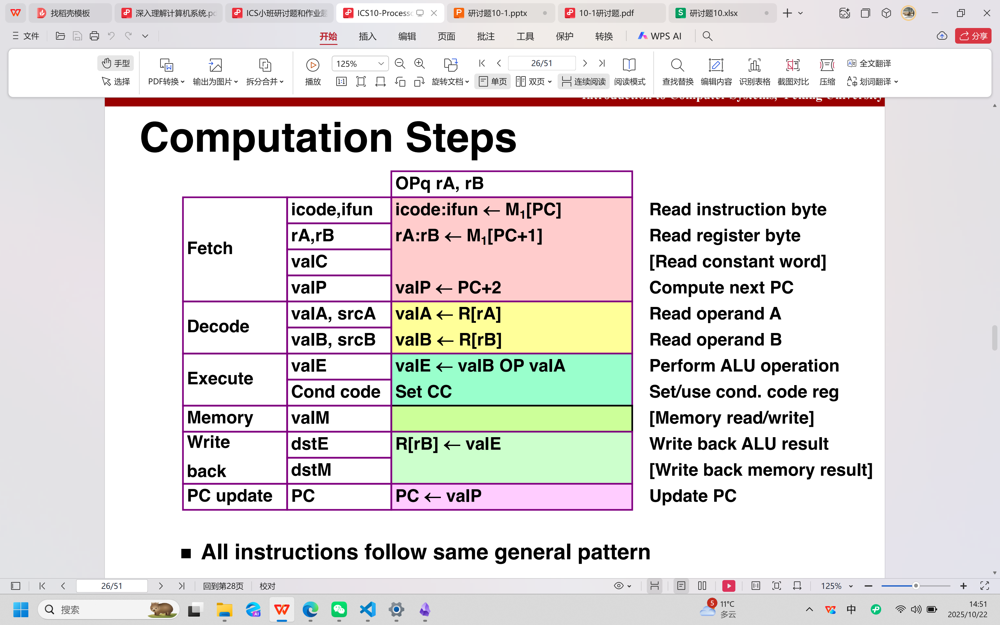 找稻壳模板
深入理解计算机系统.pd
ICS小班研讨题和作业题
ICS10-Processo
研讨题10-1.pptx
10-1研讨题.pdf
研讨题10.xlsx
文件
开始
插入
编辑
页面
批注
工具
保护
转换
WPS AI
分享
手型
选择
PDF转换
输出为图片
拆分合并
播放
125%
旋转文档
26/51
单页
双页
连续阅读
阅读模式
查找替换
编辑内容
识别表格
截图对比
压缩
全文翻译
划词翻译
Introduction to Computer Systems, Peking University
Computation Steps
OPq rA, rB
Fetch
icode,ifun
icode:ifun ← M₁[PC]
Read instruction byte
rA,rB
rA:rB ← M₁[PC+1]
Read register byte
valC
[Read constant word]
valP
valP ← PC+2
Compute next PC
Decode
valA, srcA
valA ← R[rA]
Read operand A
valB, srcB
valB ← R[rB]
Read operand B
Execute
valE
valE ← valB OP valA
Perform ALU operation
Cond code
Set CC
Set/use cond. code reg
Memory
valM
[Memory read/write]
Write
back
dstE
R[rB] ← valE
Write back ALU result
dstM
[Write back memory result]
PC update
PC
PC ← valP
Update PC
■ All instructions follow same general pattern
26/51
回到第28页
校对
125%
搜索
5
11°C
多云
中
14:51
2025/10/22